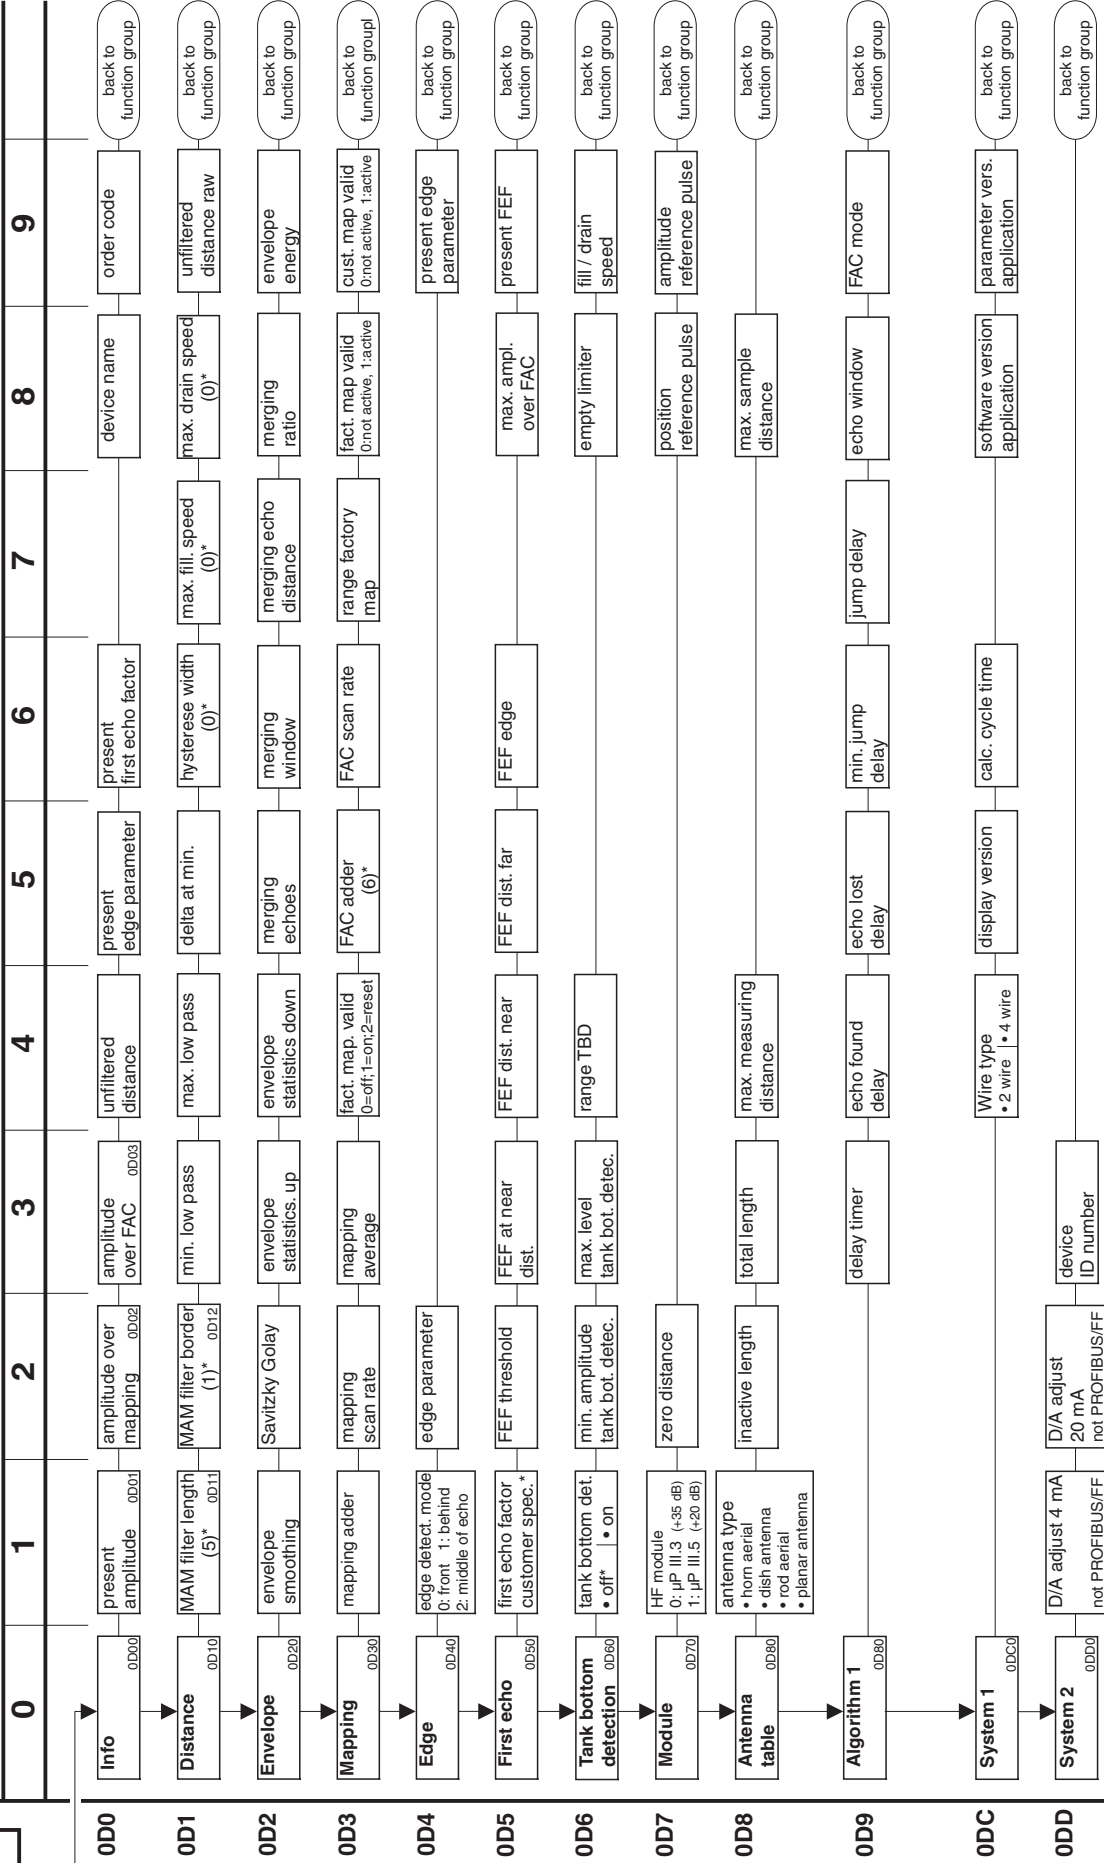 0
1
2
3
4
5
6
7
8
9
0D0
Info
0D00
present
amplitude
0D01
amplitude over
mapping
0D02
amplitude
over FAC
0D03
unfiltered
distance
present
edge parameter
present
first echo factor
device name
order code
back to
function group
0D1
Distance
0D10
MAM filter length
(5)*
0D11
MAM filter border
(1)*
0D12
min. low pass
max. low pass
delta at min.
hysterese width
(0)*
max. fill. speed
(0)*
max. drain speed
(0)*
unfiltered
distance raw
back to
function group
0D2
Envelope
0D20
envelope
smoothing
Savitzky Golay
envelope
statistics. up
envelope
statistics down
merging
echoes
merging
window
merging echo
distance
merging
ratio
envelope
energy
back to
function group
0D3
Mapping
0D30
mapping adder
mapping
scan rate
mapping
average
fact. map. valid
0=off;1=on;2=reset
FAC adder
(6)*
FAC scan rate
range factory
map
fact. map valid
0:not active, 1:active
cust. map valid
0:not active, 1:active
back to
function groupl
0D4
Edge
0D40
edge detect. mode
0: front 1: behind
2: middle of echo
edge parameter
present edge
parameter
back to
function group
0D5
First echo
0D50
first echo factor
customer spec.*
FEF threshold
FEF at near
dist.
FEF dist. near
FEF dist. far
FEF edge
max. ampl.
over FAC
present FEF
back to
function group
0D6
Tank bottom
detection 0D60
tank bottom det.
• off* | • on
min. amplitude
tank bot. detec.
max. level
tank bot. detec.
range TBD
empty limiter
fill / drain
speed
back to
function group
0D7
Module
0D70
HF module
0: µP III.3 (+35 dB)
1: µP III.5 (+20 dB)
zero distance
position
reference pulse
amplitude
reference pulse
back to
function group
0D8
Antenna
table
0D80
antenna type
• horn aerial
• dish antenna
• rod aerial
• planar antenna
inactive length
total length
max. measuring
distance
max. sample
distance
back to
function group
0D9
Algorithm 1
0D80
delay timer
echo found
delay
echo lost
delay
min. jump
delay
jump delay
echo window
FAC mode
back to
function group
0DC
System 1
0DC0
Wire type
• 2 wire | • 4 wire
display version
calc. cycle time
software version
application
parameter vers.
application
back to
function group
0DD
System 2
0DD0
D/A adjust 4 mA
not PROFIBUS/FF
D/A adjust
20 mA
not PROFIBUS/FF
device
ID number
back to
function group